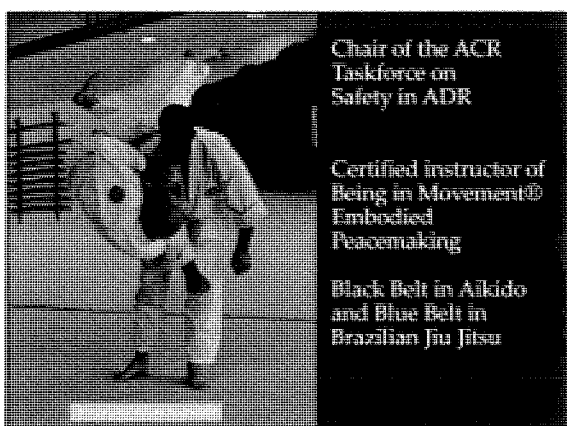 Chair of the ACR
Taskforce on
Safety in ADR
Certified instructor of
Being in Movement®
Embodied
Peacemaking
Black Belt in Aikido
and Blue Belt in
Brazilian Jiu Jitsu